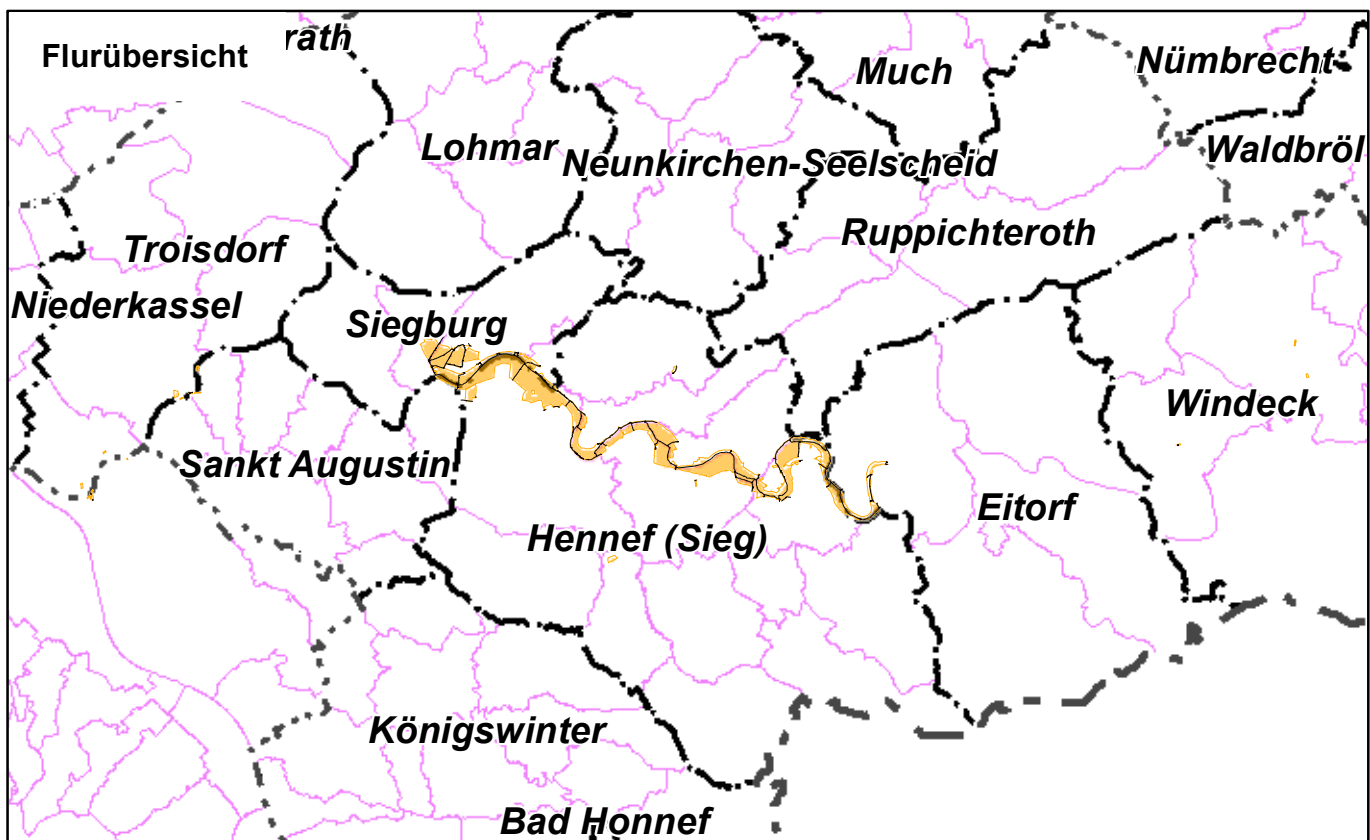 Flurübersicht
rath
Much
Nümbrecht
Lohmar
Neunkirchen-Seelscheid
Waldbröl
Troisdorf
Ruppichteroth
Niederkassel
Siegburg
Windeck
Sankt Augustin
Eitorf
Hennef (Sieg)
Königswinter
Bad Honnef